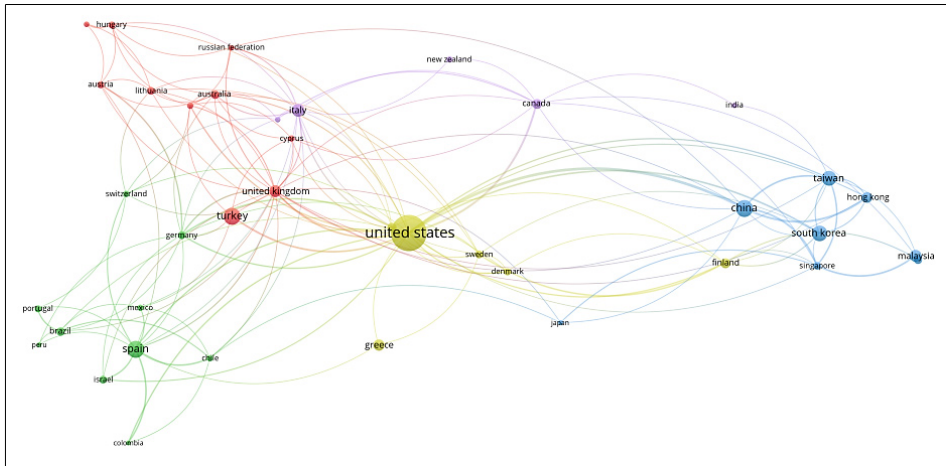 hungary
russian federation
new zealand
austria
lithuania
australia
canada
india
italy
cyprus
taiwan
switzerland
united kingdom
hong kong
china
turkey
germany
united states
south korea
sweden
malaysia
denmark
finland
singapore
portugal
mexico
japan
brazil
peru
spain
greece
chile
israel
colombia